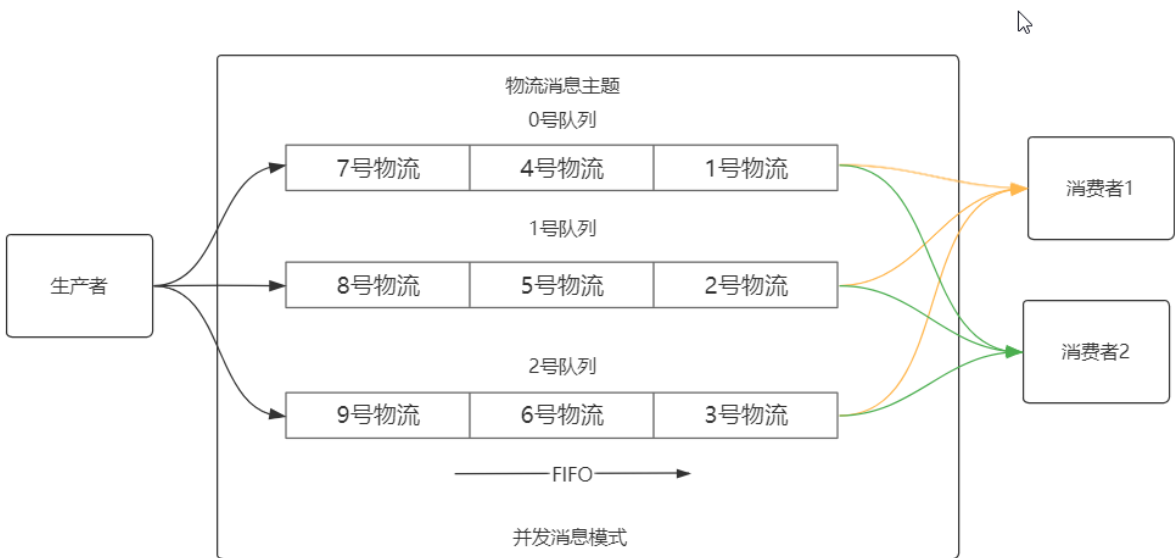 物流消息主题
0号队列
7号物流 4号物流 1号物流
消费者1
1号队列
生产者
8号物流 5号物流 2号物流
消费者2
2号队列
9号物流 6号物流 3号物流
FIFO
并发消息模式